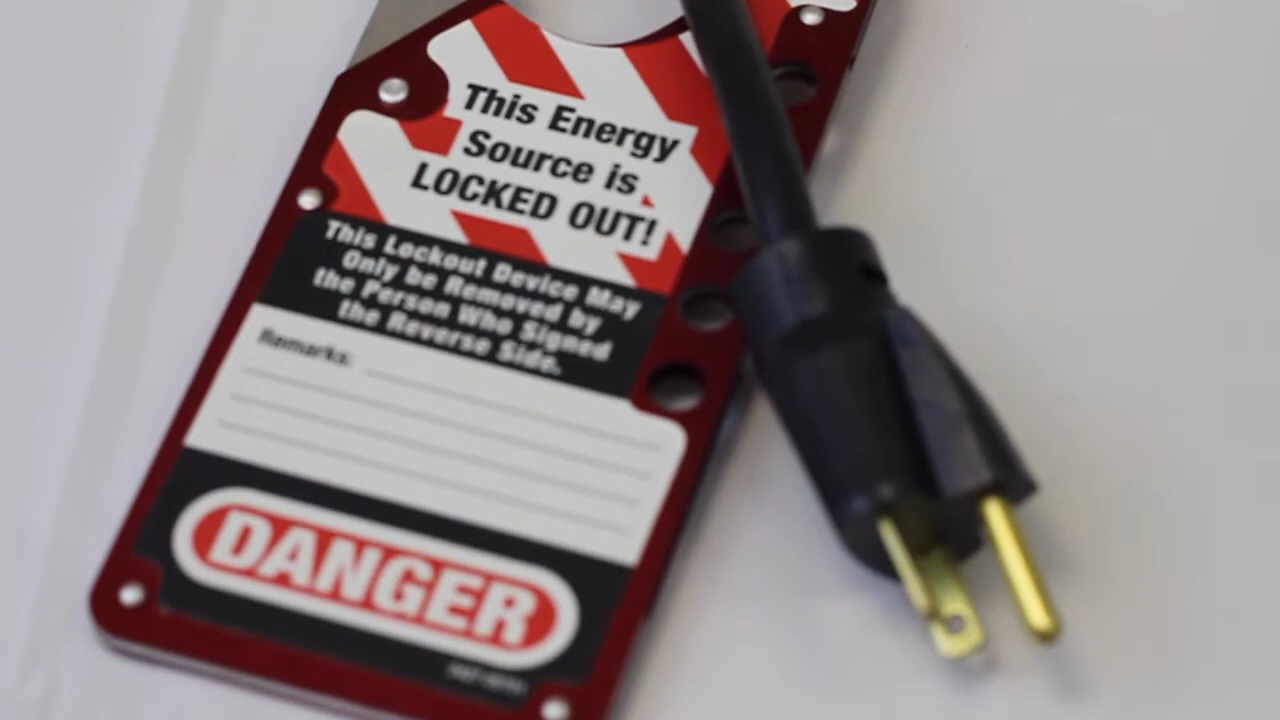 This Energy
Source is
LOCKED OUT!
This Lockout Device May
Only be Removed by
the Person Who Signed
the Reverse Side.
Remarks:
DANGER